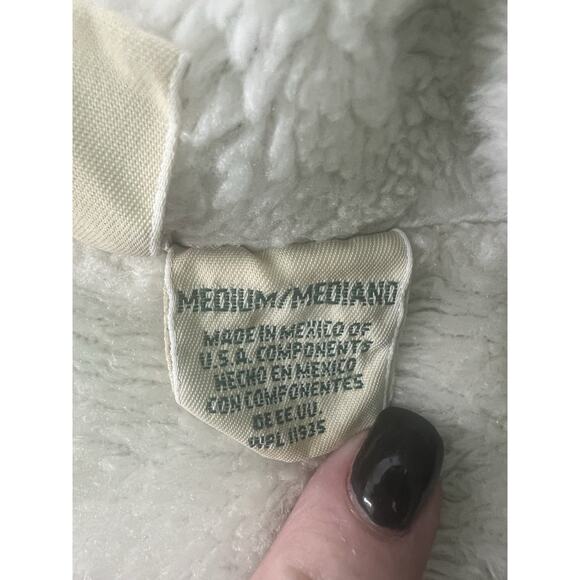 MEDIUM/MEDIANO
MADE IN MEXICO OF
U.S.A. COMPONENTS
HECHO EN MEXICO
CON COMPONENTES
DE EE.UU.
WPL 11935